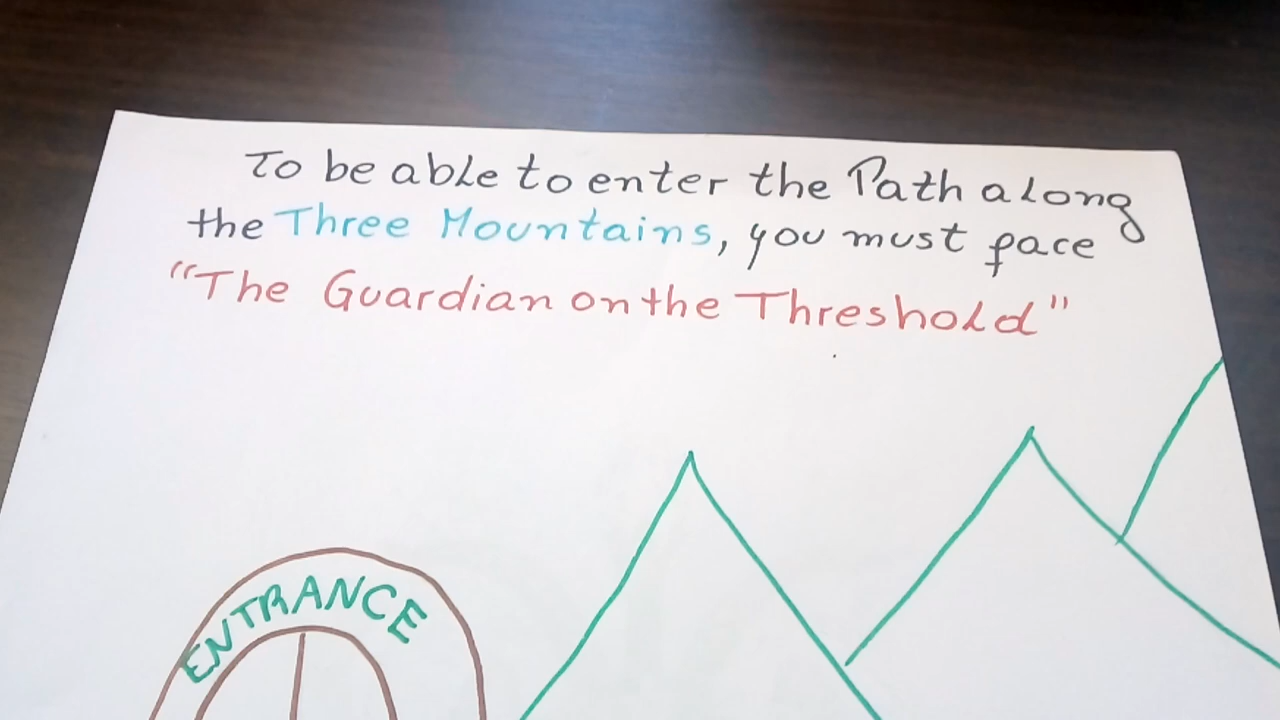 To be able to enter the Path along
the Three Mountains, you must face
"The Guardian on the Threshold"
ENTRANCE